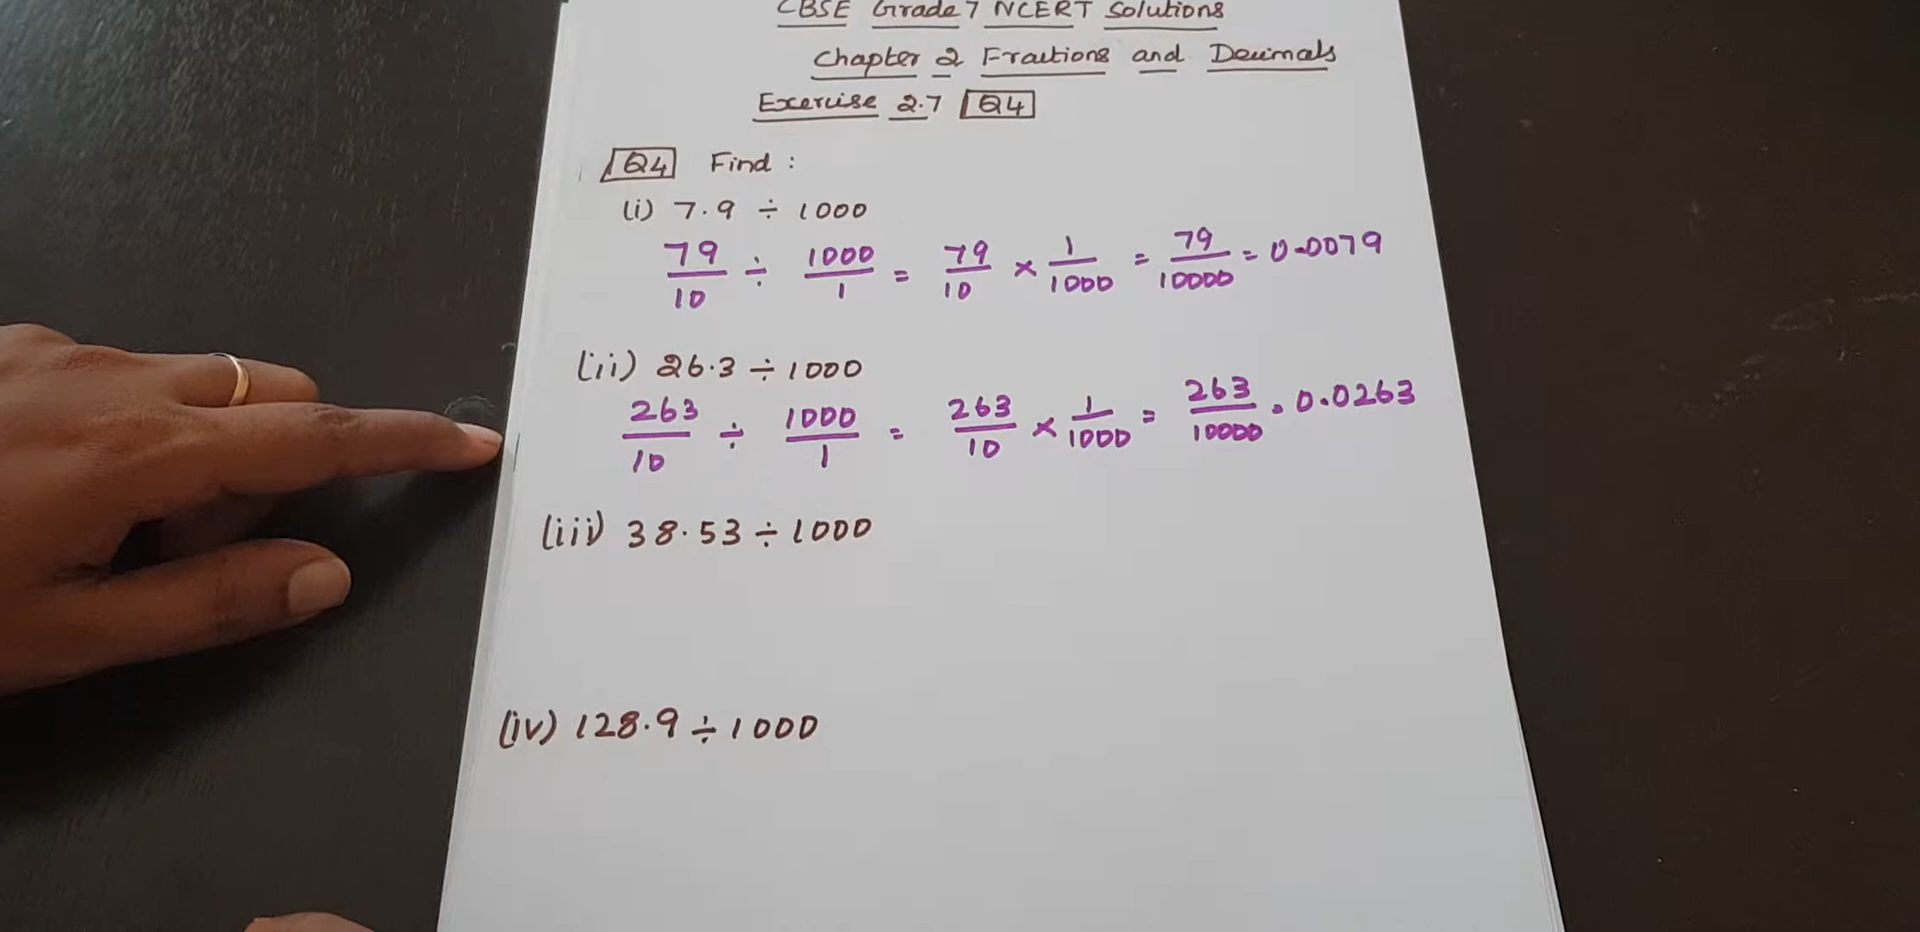 CBSE Grade 7 NCERT Solutions
Chapter 2 Fractions and Decimals
Exercise 2.7 Q4
Q4 Find :
(i) 7.9 ÷ 1000
79/10 ÷ 1000/1 = 79/10 × 1/1000 = 79/10000 = 0.0079
(ii) 26.3 ÷ 1000
263/10 ÷ 1000/1 = 263/10 × 1/1000 = 263/10000 = 0.0263
(iii) 38.53 ÷ 1000
(iv) 128.9 ÷ 1000